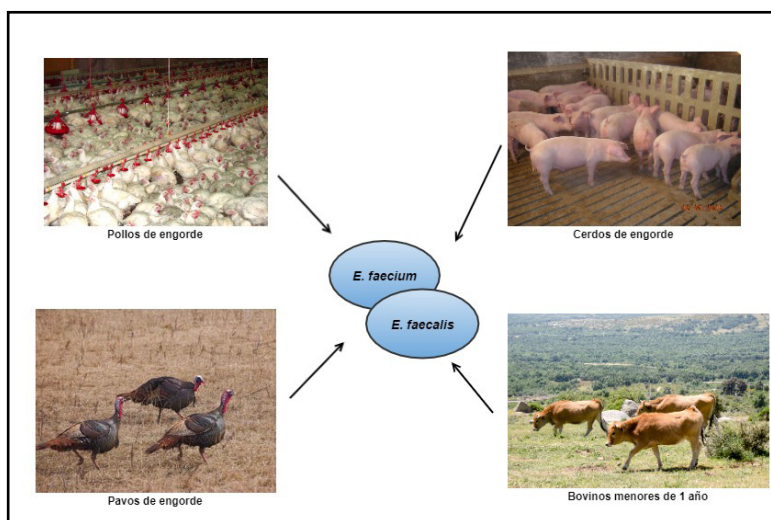 Pollos de engorde
Cerdos de engorde
E. faecium
E. faecalis
Pavos de engorde
Bovinos menores de 1 año